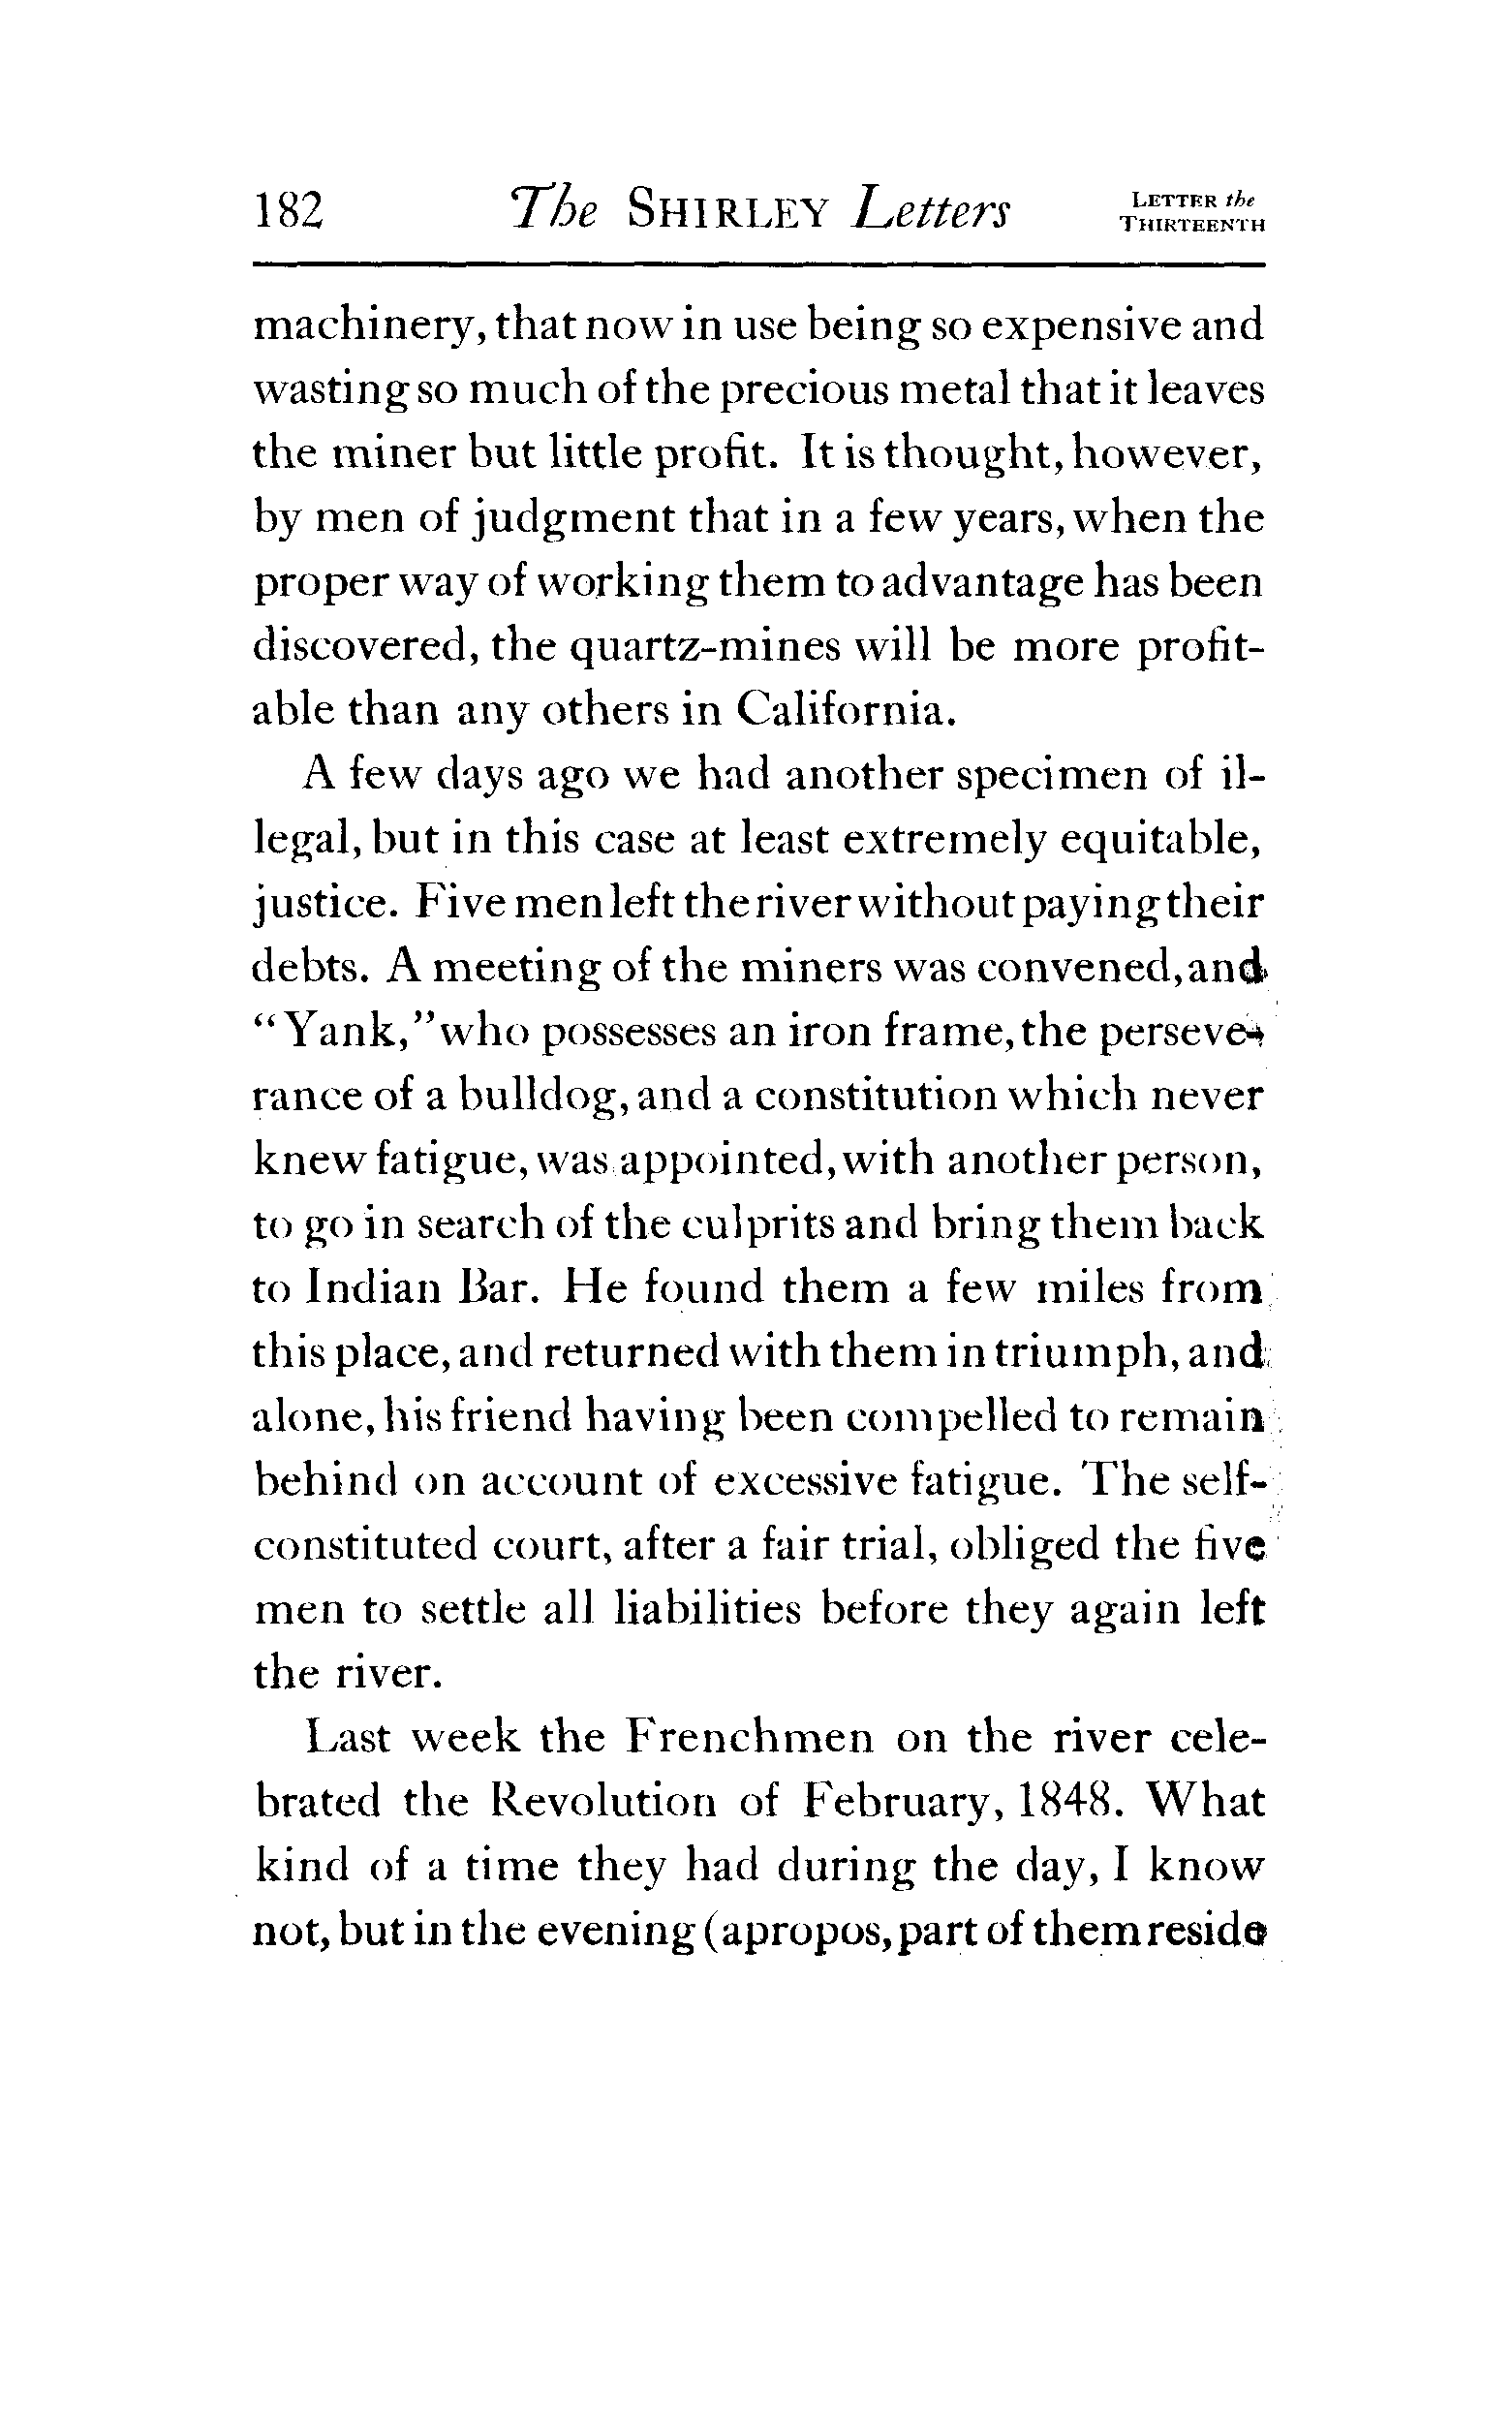 182 The SHIRLEY Letters LETTER the THIRTEENTH
machinery, that now in use being so expensive and
wasting so much of the precious metal that it leaves
the miner but little profit. It is thought, however,
by men of judgment that in a few years, when the
proper way of working them to advantage has been
discovered, the quartz-mines will be more profit-
able than any others in California.
A few days ago we had another specimen of il-
legal, but in this case at least extremely equitable,
justice. Five men left the river without paying their
debts. A meeting of the miners was convened, and
"Yank," who possesses an iron frame, the perseve-
rance of a bulldog, and a constitution which never
knew fatigue, was appointed, with another person,
to go in search of the culprits and bring them back
to Indian Bar. He found them a few miles from
this place, and returned with them in triumph, and
alone, his friend having been compelled to remain
behind on account of excessive fatigue. The self-
constituted court, after a fair trial, obliged the five
men to settle all liabilities before they again left
the river.
Last week the Frenchmen on the river cele-
brated the Revolution of February, 1848. What
kind of a time they had during the day, I know
not, but in the evening (apropos, part of them reside